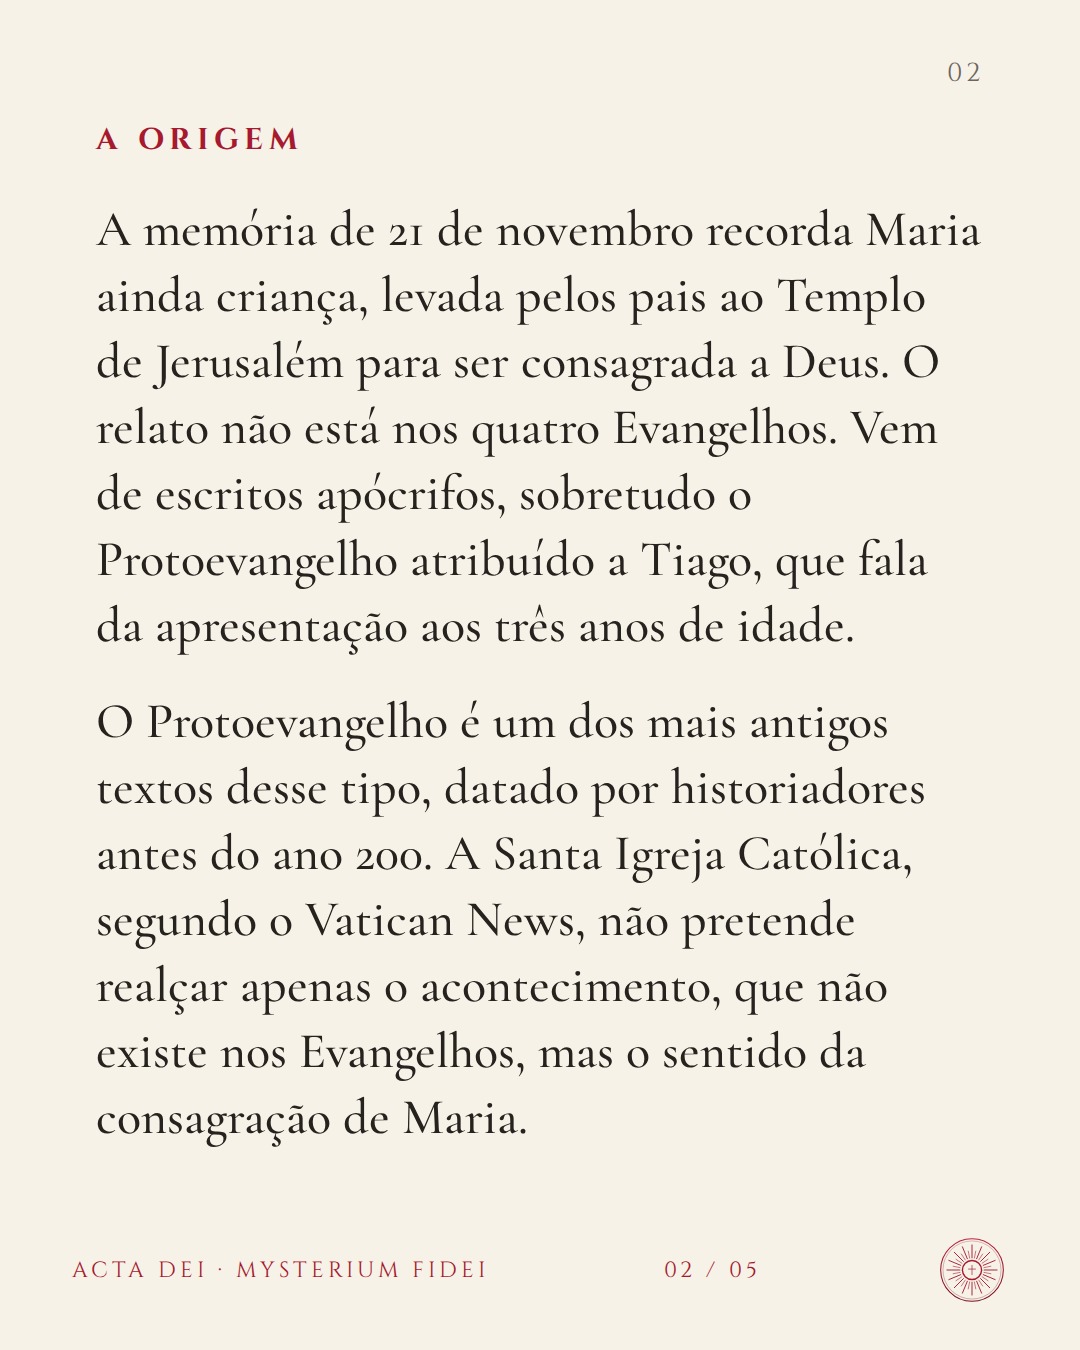 02
A ORIGEM
A memória de 21 de novembro recorda Maria
ainda criança, levada pelos pais ao Templo
de Jerusalém para ser consagrada a Deus. O
relato não está nos quatro Evangelhos. Vem
de escritos apócrifos, sobretudo o
Protoevangelho atribuído a Tiago, que fala
da apresentação aos três anos de idade.
O Protoevangelho é um dos mais antigos
textos desse tipo, datado por historiadores
antes do ano 200. A Santa Igreja Católica,
segundo o Vatican News, não pretende
realçar apenas o acontecimento, que não
existe nos Evangelhos, mas o sentido da
consagração de Maria.
ACTA DEI · MYSTERIUM FIDEI
02 / 05